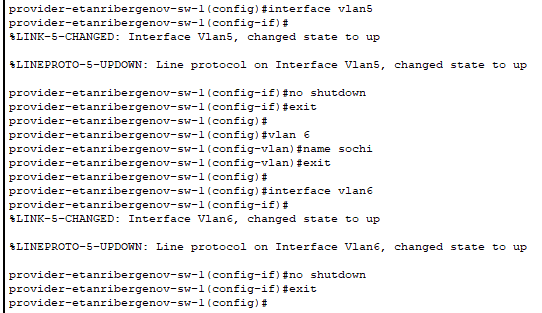 provider-etanribergenov-sw-1(config)#interface vlan5
provider-etanribergenov-sw-1(config-if)#
%LINK-5-CHANGED: Interface Vlan5, changed state to up
%LINEPROTO-5-UPDOWN: Line protocol on Interface Vlan5, changed state to up
provider-etanribergenov-sw-1(config-if)#no shutdown
provider-etanribergenov-sw-1(config-if)#exit
provider-etanribergenov-sw-1(config)#
provider-etanribergenov-sw-1(config)#vlan 6
provider-etanribergenov-sw-1(config-vlan)#name sochi
provider-etanribergenov-sw-1(config-vlan)#exit
provider-etanribergenov-sw-1(config)#
provider-etanribergenov-sw-1(config)#interface vlan6
provider-etanribergenov-sw-1(config-if)#
%LINK-5-CHANGED: Interface Vlan6, changed state to up
%LINEPROTO-5-UPDOWN: Line protocol on Interface Vlan6, changed state to up
provider-etanribergenov-sw-1(config-if)#no shutdown
provider-etanribergenov-sw-1(config-if)#exit
provider-etanribergenov-sw-1(config)#